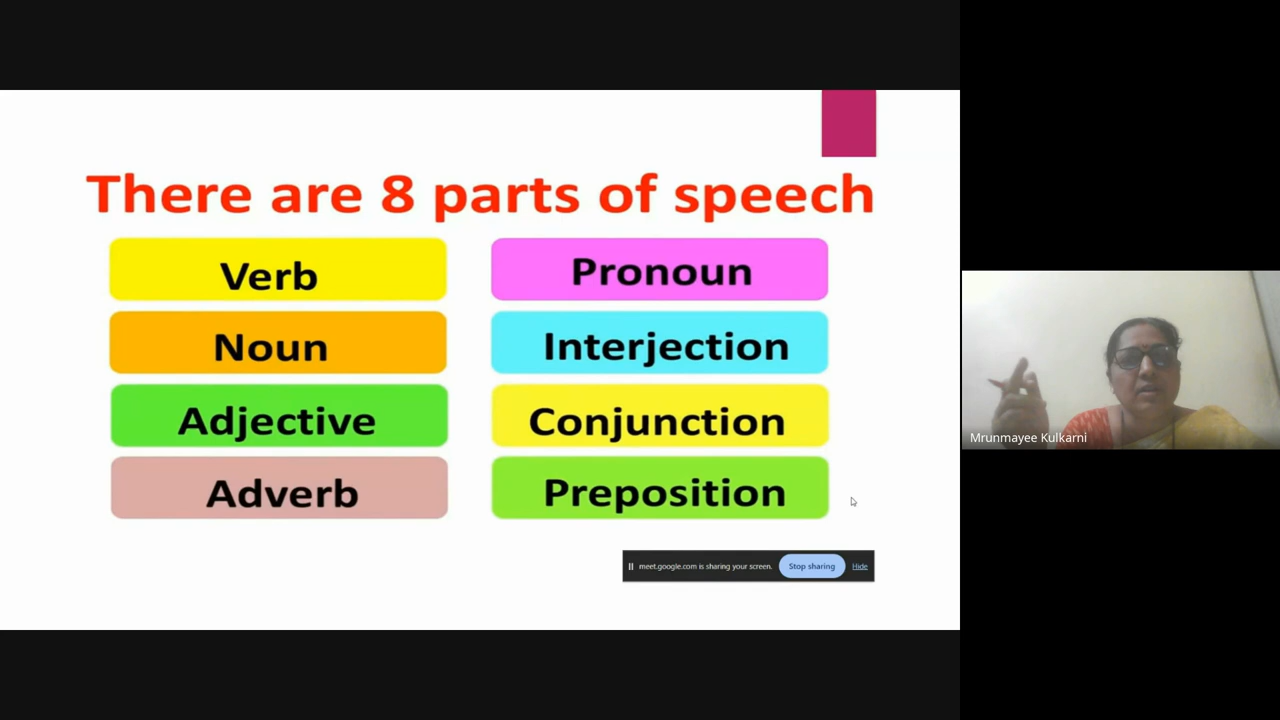 There are 8 parts of speech
Verb
Pronoun
Noun
Interjection
Adjective
Conjunction
Adverb
Preposition
meet.google.com is sharing your screen. Stop sharing Hide
Mrunmayee Kulkarni